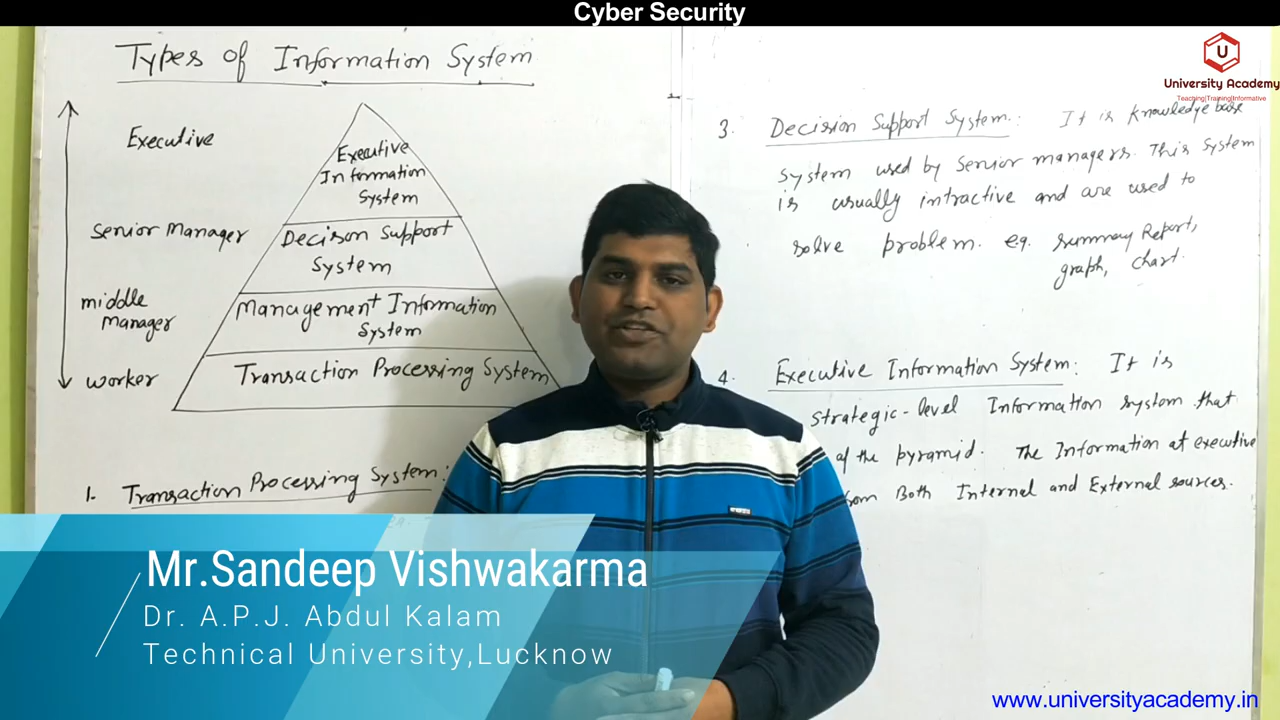 Cyber Security
Types of Information System
University Academy
Teaching|Training|Informative
Executive
Executive
Information
System
Senior Manager
Decison Support
System
middle
Manager
Management Information
System
worker
Transaction Processing System
1. Transaction Processing System:
3. Decision Support System: It is knowledge base
system used by senior managers. This system
is usually intractive and are used to
solve problem. e.g. summary Report,
graph, chart.
4. Executive Information System: It is
strategic-level Information system that
of the pyramid. The Information at executive
from Both Internal and External sources.
Mr.Sandeep Vishwakarma
Dr. A.P.J. Abdul Kalam
Technical University,Lucknow
www.universityacademy.in